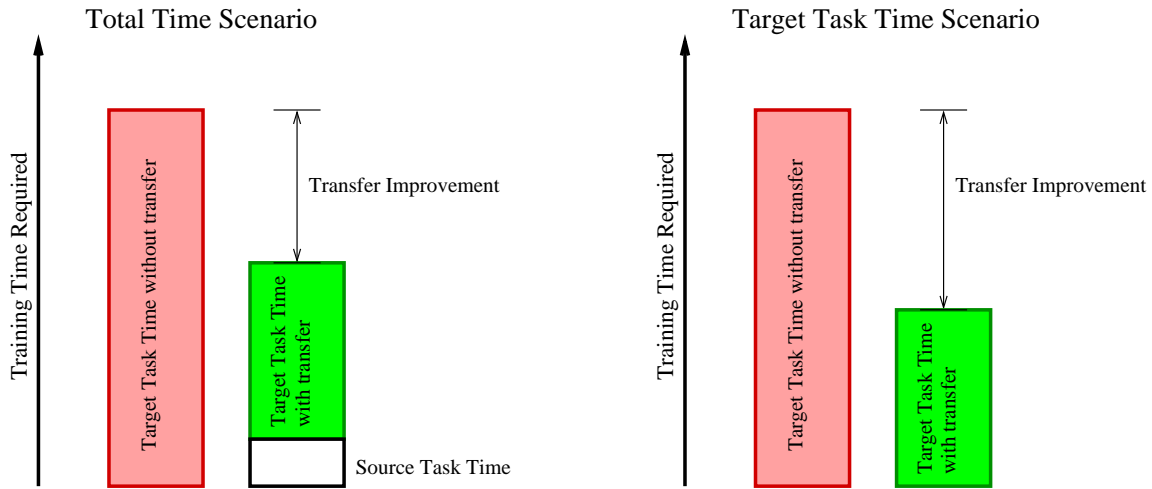 Total Time Scenario
Training Time Required
Target Task Time without transfer
Target Task Time
with transfer
Transfer Improvement
Source Task Time
Target Task Time Scenario
Training Time Required
Target Task Time without transfer
Target Task Time
with transfer
Transfer Improvement